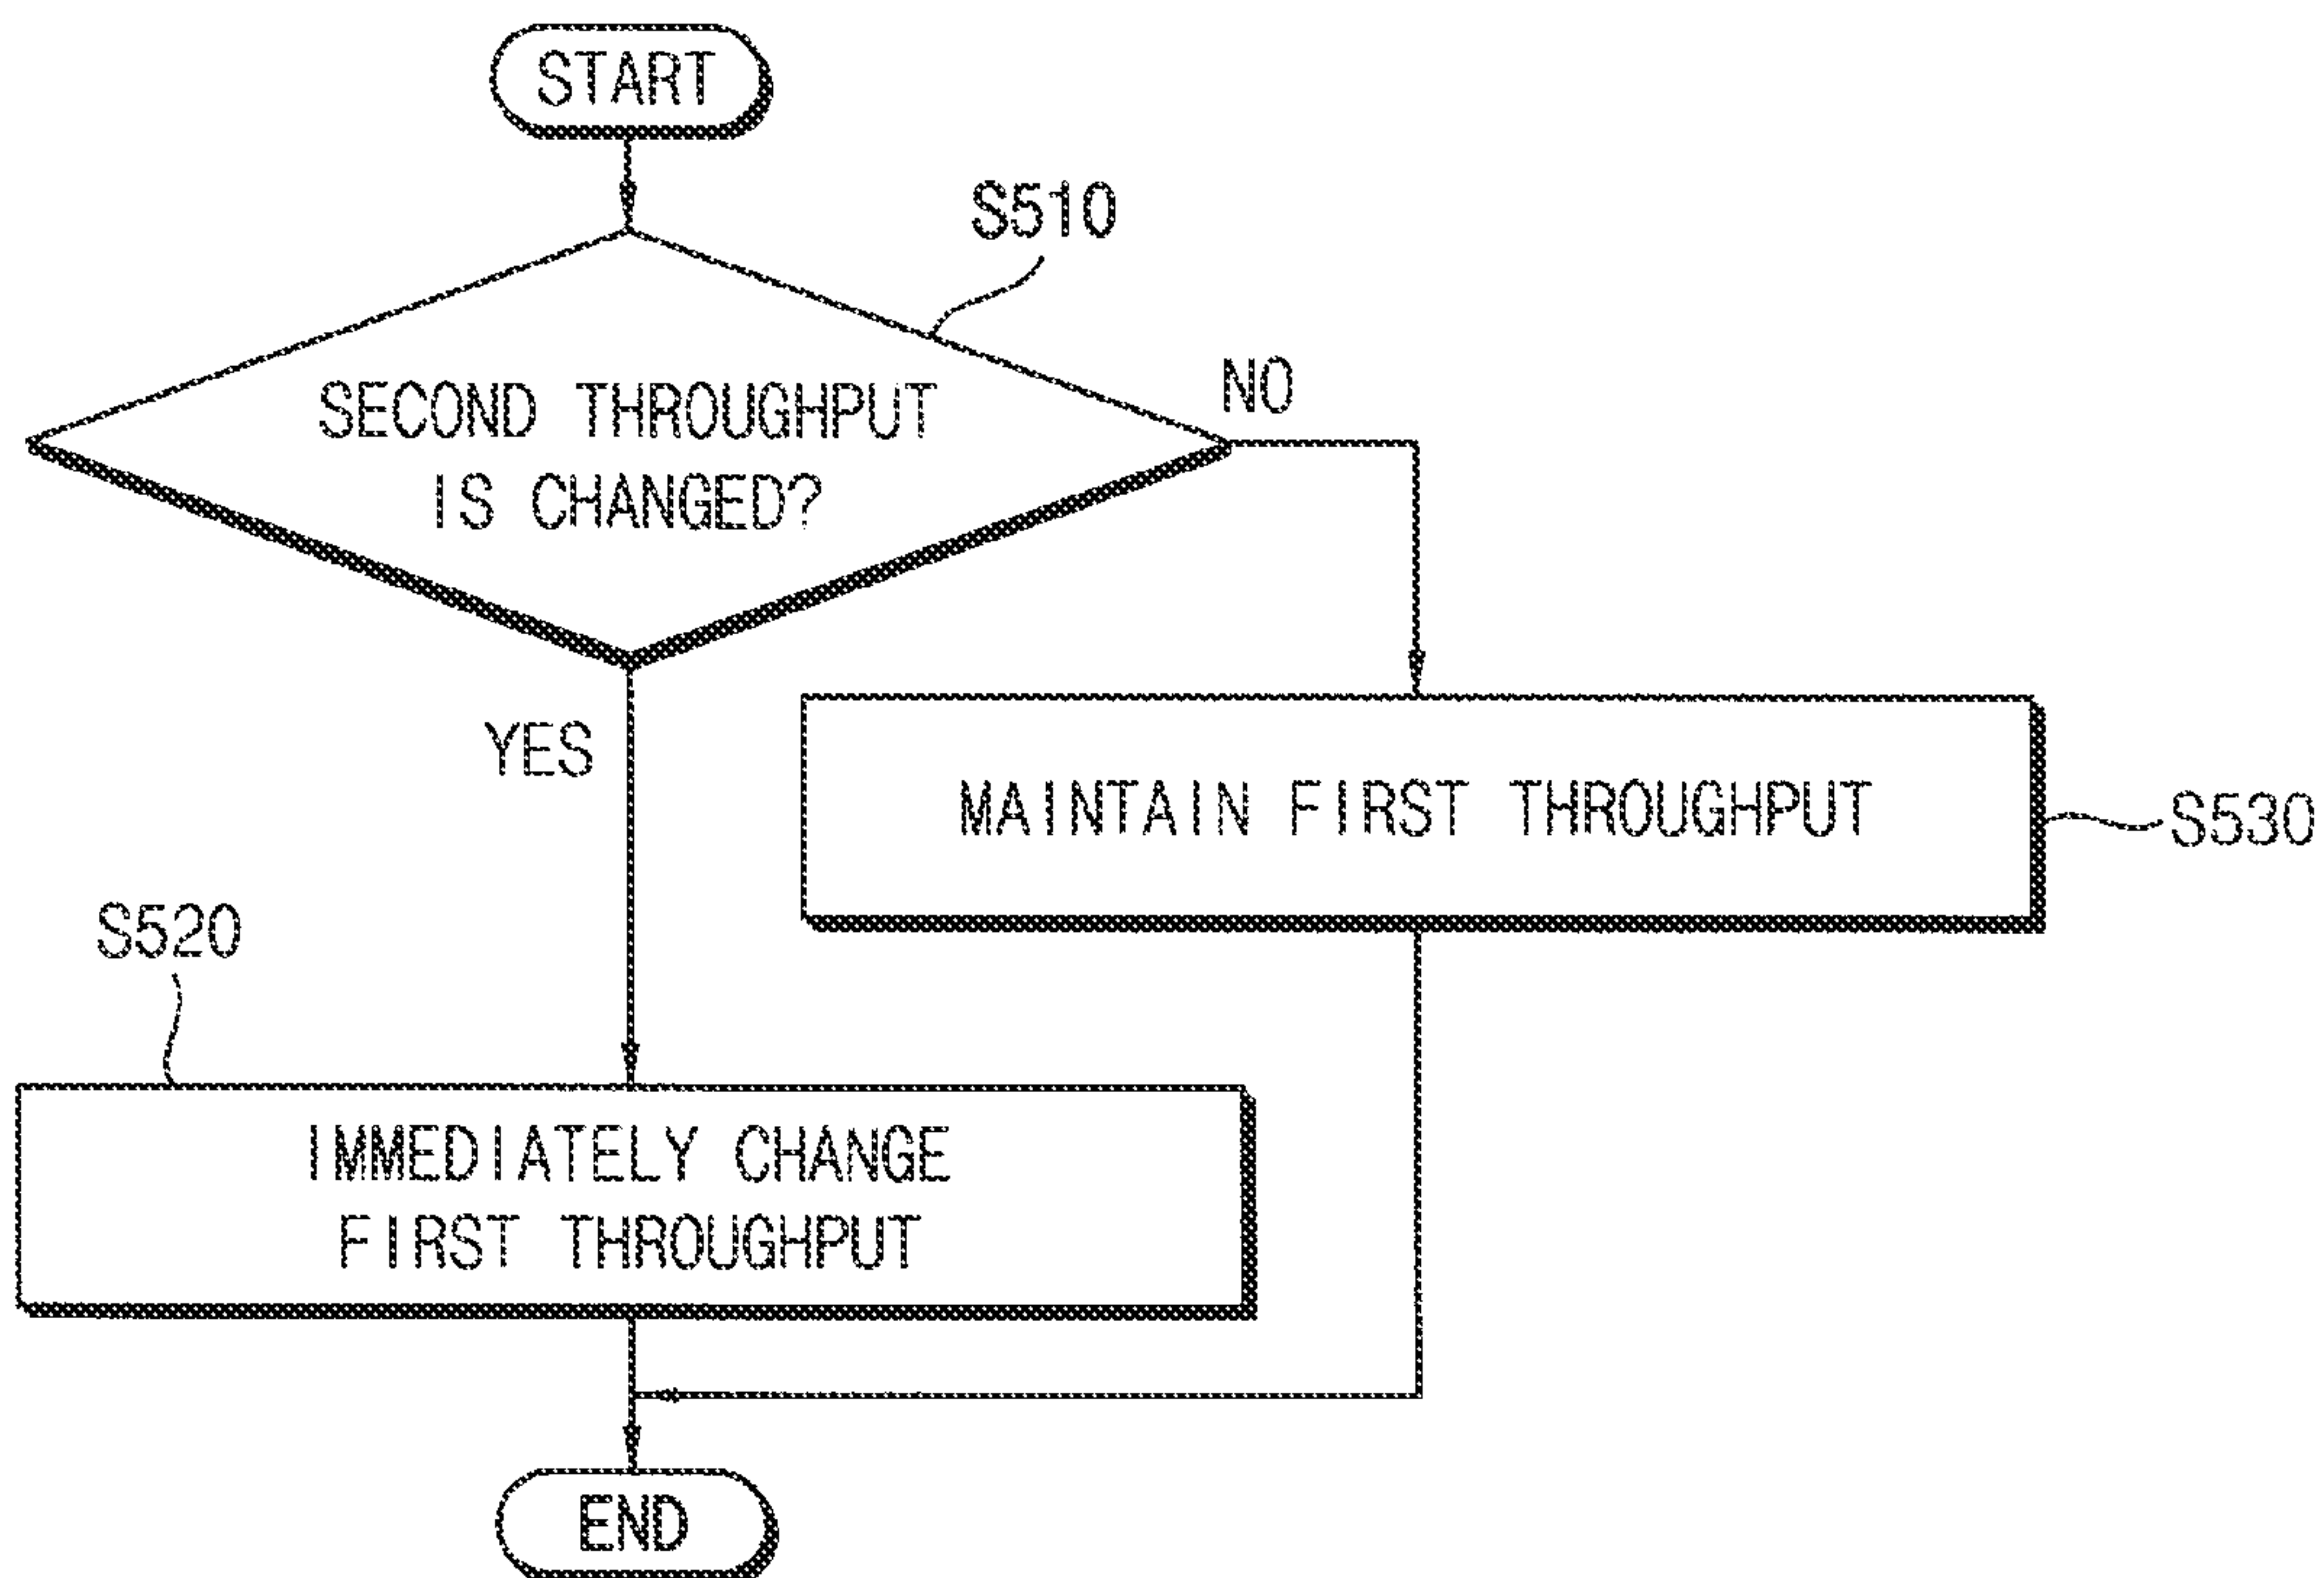 START
S510
SECOND THROUGHPUT
IS CHANGED?
NO
YES
MAINTAIN FIRST THROUGHPUT
S530
S520
IMMEDIATELY CHANGE
FIRST THROUGHPUT
END